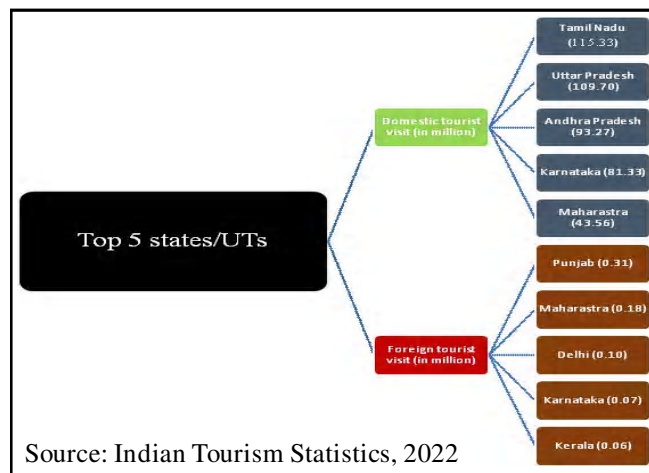 Top 5 states/UTs
Domestic tourist
visit (in million)
Tamil Nadu
(115.33)
Uttar Pradesh
(109.70)
Andhra Pradesh
(93.27)
Karnataka (81.33)
Maharastra
(43.56)
Foreign tourist
visit (in million)
Punjab (0.31)
Maharastra (0.18)
Delhi (0.10)
Karnataka (0.07)
Kerala (0.06)
Source: Indian Tourism Statistics, 2022